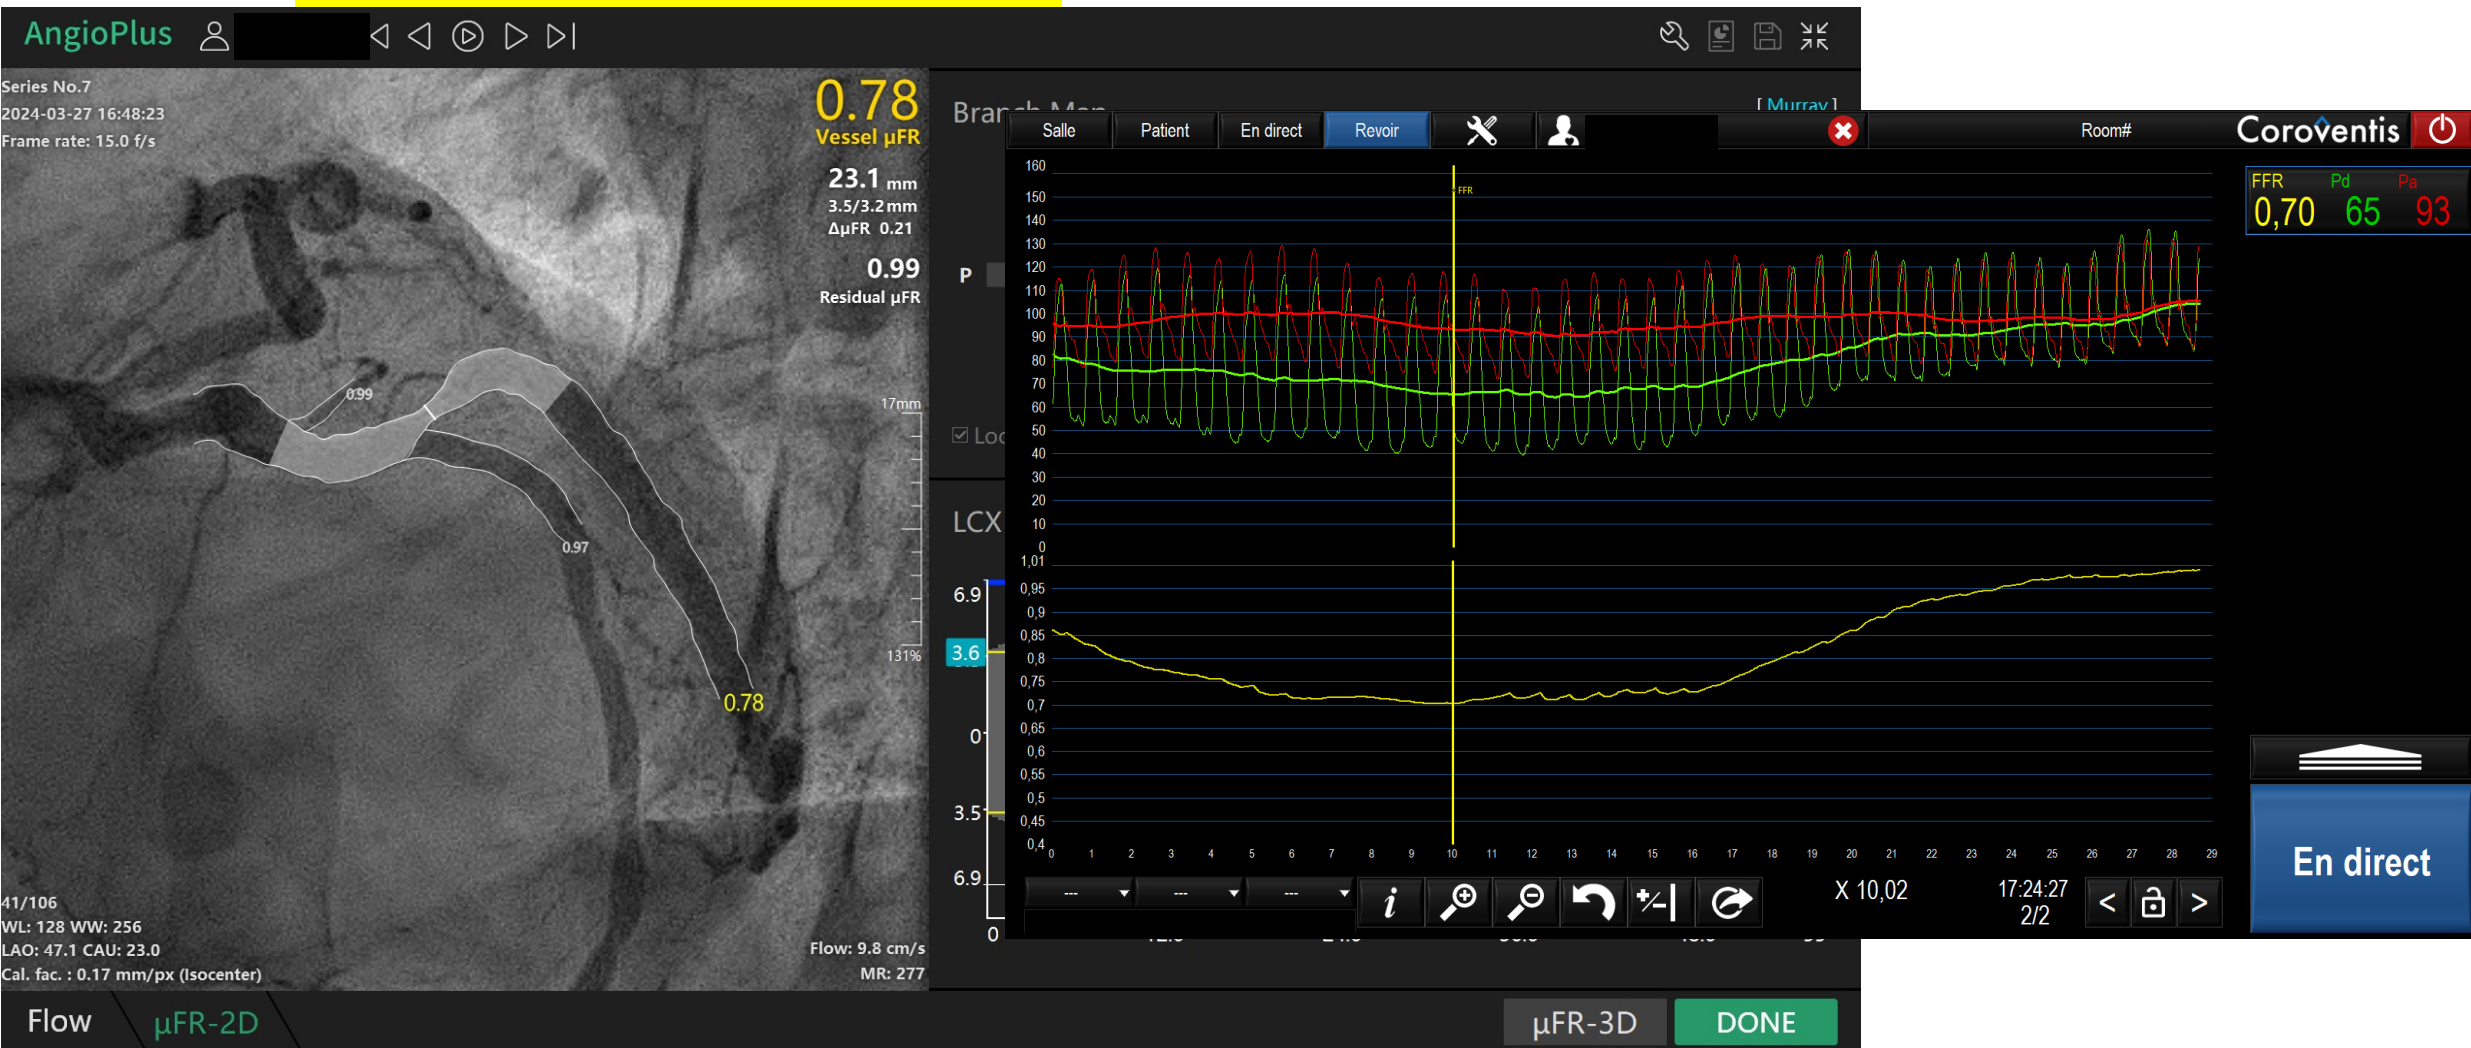 AngioPlus
Series No.7
2024-03-27 16:48:23
Frame rate: 15.0 f/s
0.78
Vessel µFR
23.1 mm
3.5/3.2mm
ΔµFR 0.21
0.99
Residual µFR
0.99
17mm
0.97
131%
0.78
41/106
WL: 128 WW: 256
LAO: 47.1 CAU: 23.0
Cal. fac. : 0.17 mm/px (Isocenter)
Flow: 9.8 cm/s
MR: 277
Flow
µFR-2D
[ Murray ]
P
LCX
6.9
3.6
0
3.5
6.9
0
µFR-3D
DONE
Salle
Patient
En direct
Revoir
Room#
Coroventis
FFR Pd Pa
0,70 65 93
FFR
160
150
140
130
120
110
100
90
80
70
60
50
40
30
20
10
0
1,01
0,95
0,9
0,85
0,8
0,75
0,7
0,65
0,6
0,55
0,5
0,45
0,4
0 1 2 3 4 5 6 7 8 9 10 11 12 13 14 15 16 17 18 19 20 21 22 23 24 25 26 27 28 29
--- --- ---
i
X 10,02
17:24:27
2/2
< >
En direct